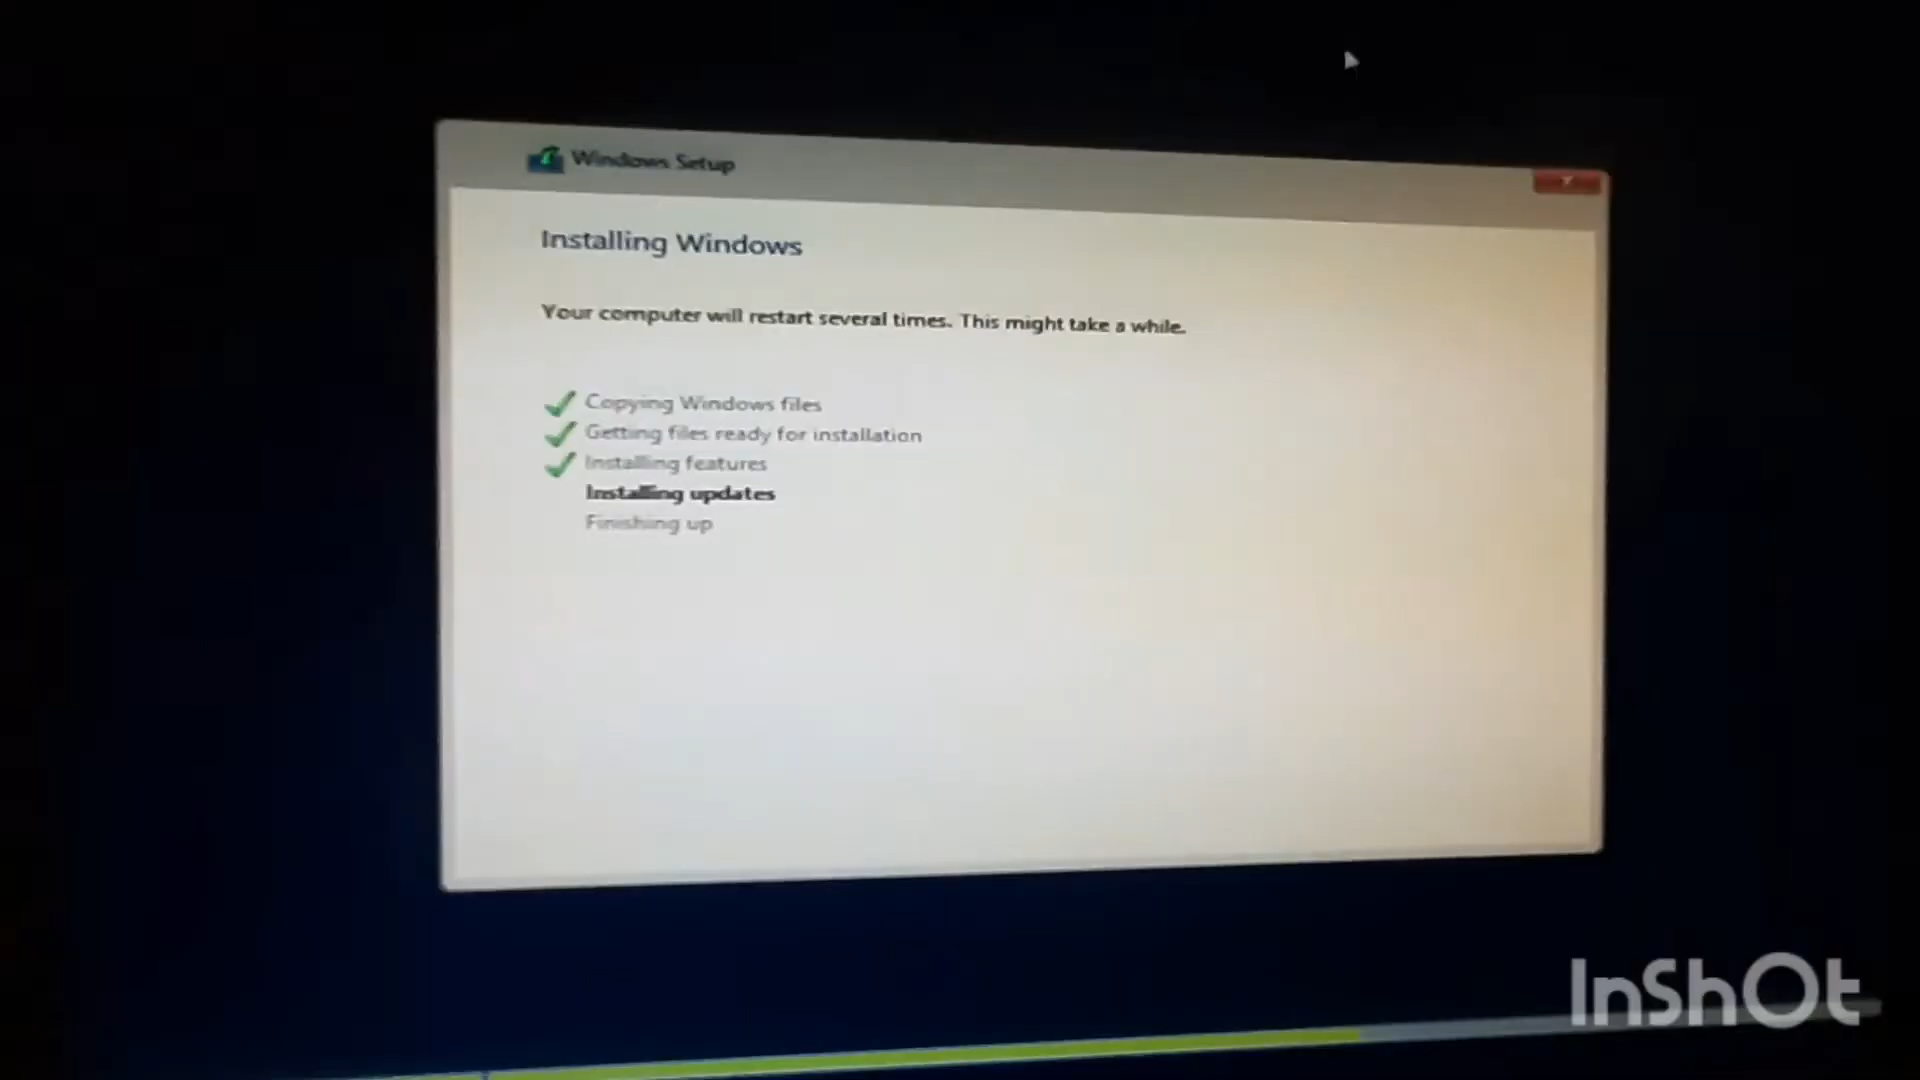 Windows Setup
Installing Windows
Your computer will restart several times. This might take a while.
Copying Windows files
Getting files ready for installation
Installing features
Installing updates
Finishing up
InShOt